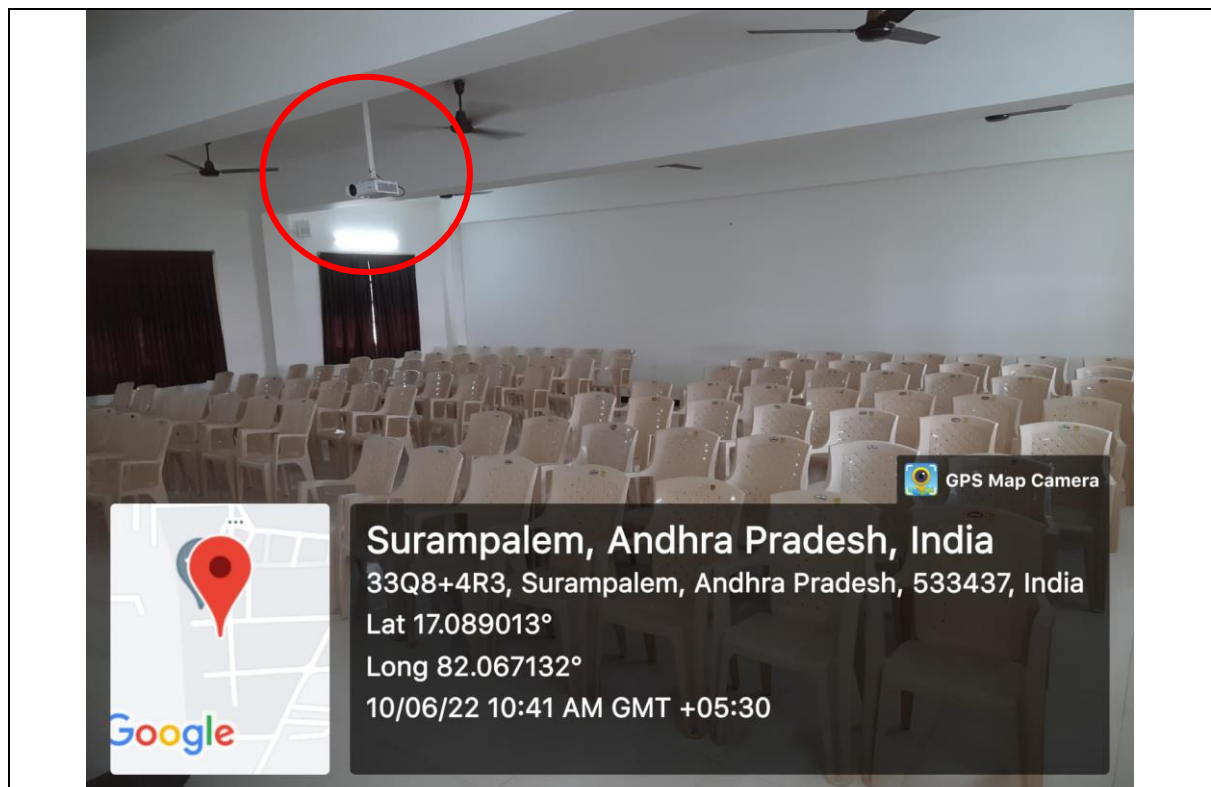 GPS Map Camera
Surampalem, Andhra Pradesh, India
33Q8+4R3, Surampalem, Andhra Pradesh, 533437, India
Lat 17.089013°
Long 82.067132°
10/06/22 10:41 AM GMT +05:30
Google